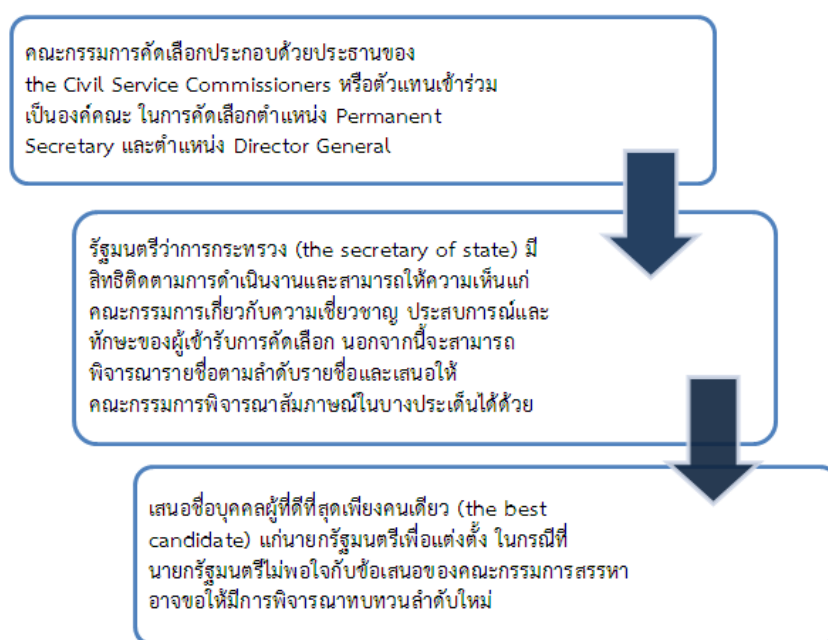 คณะกรรมการคัดเลือกประกอบด้วยประธานของ
the Civil Service Commissioners หรือตัวแทนเข้าร่วม
เป็นองค์คณะ ในการคัดเลือกตำแหน่ง Permanent
Secretary และตำแหน่ง Director General
รัฐมนตรีว่าการกระทรวง (the secretary of state) มี
สิทธิติดตามการดำเนินงานและสามารถให้ความเห็นแก่
คณะกรรมการเกี่ยวกับความเชี่ยวชาญ ประสบการณ์และ
ทักษะของผู้เข้ารับการคัดเลือก นอกจากนี้จะสามารถ
พิจารณารายชื่อตามลำดับรายชื่อและเสนอให้
คณะกรรมการพิจารณาสัมภาษณ์ในบางประเด็นได้ด้วย
เสนอชื่อบุคคลผู้ที่ดีที่สุดเพียงคนเดียว (the best
candidate) แก่นายกรัฐมนตรีเพื่อแต่งตั้ง ในกรณีที่
นายกรัฐมนตรีไม่พอใจกับข้อเสนอของคณะกรรมการสรรหา
อาจขอให้มีการพิจารณาทบทวนลำดับใหม่